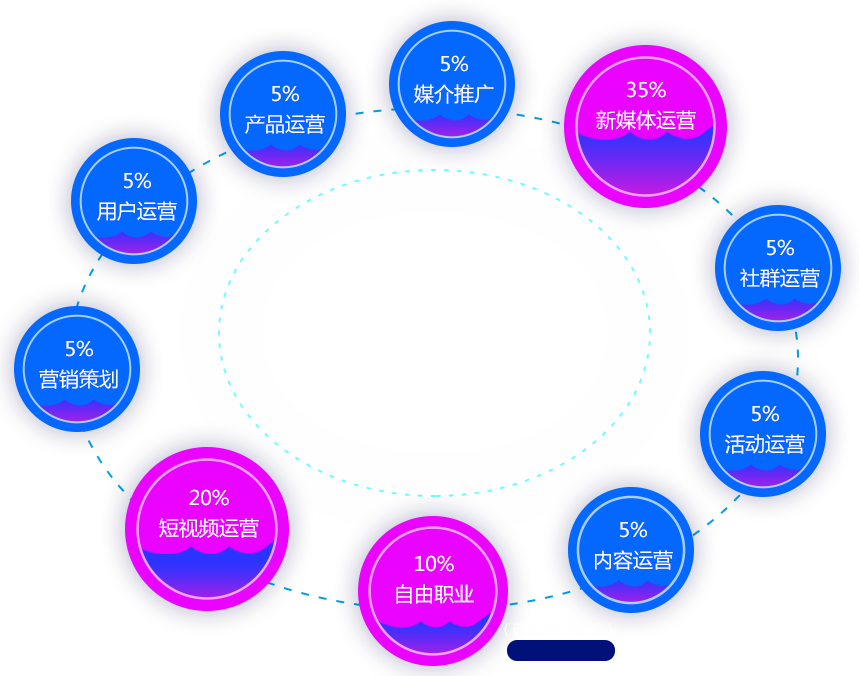 5%
媒介推广
35%
新媒体运营
5%
产品运营
5%
用户运营
5%
社群运营
5%
营销策划
5%
活动运营
20%
短视频运营
5%
内容运营
10%
自由职业